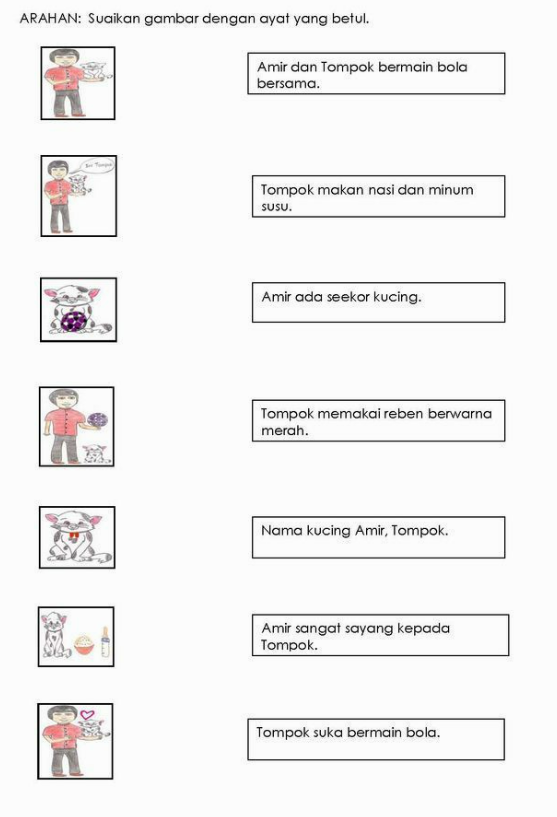 ARAHAN: Suaikan gambar dengan ayat yang betul.
Amir dan Tompok bermain bola
bersama.
Tompok
Tompok makan nasi dan minum
susu.
Amir ada seekor kucing.
Tompok memakai reben berwarna
merah.
Nama kucing Amir, Tompok.
Amir sangat sayang kepada
Tompok.
Tompok suka bermain bola.